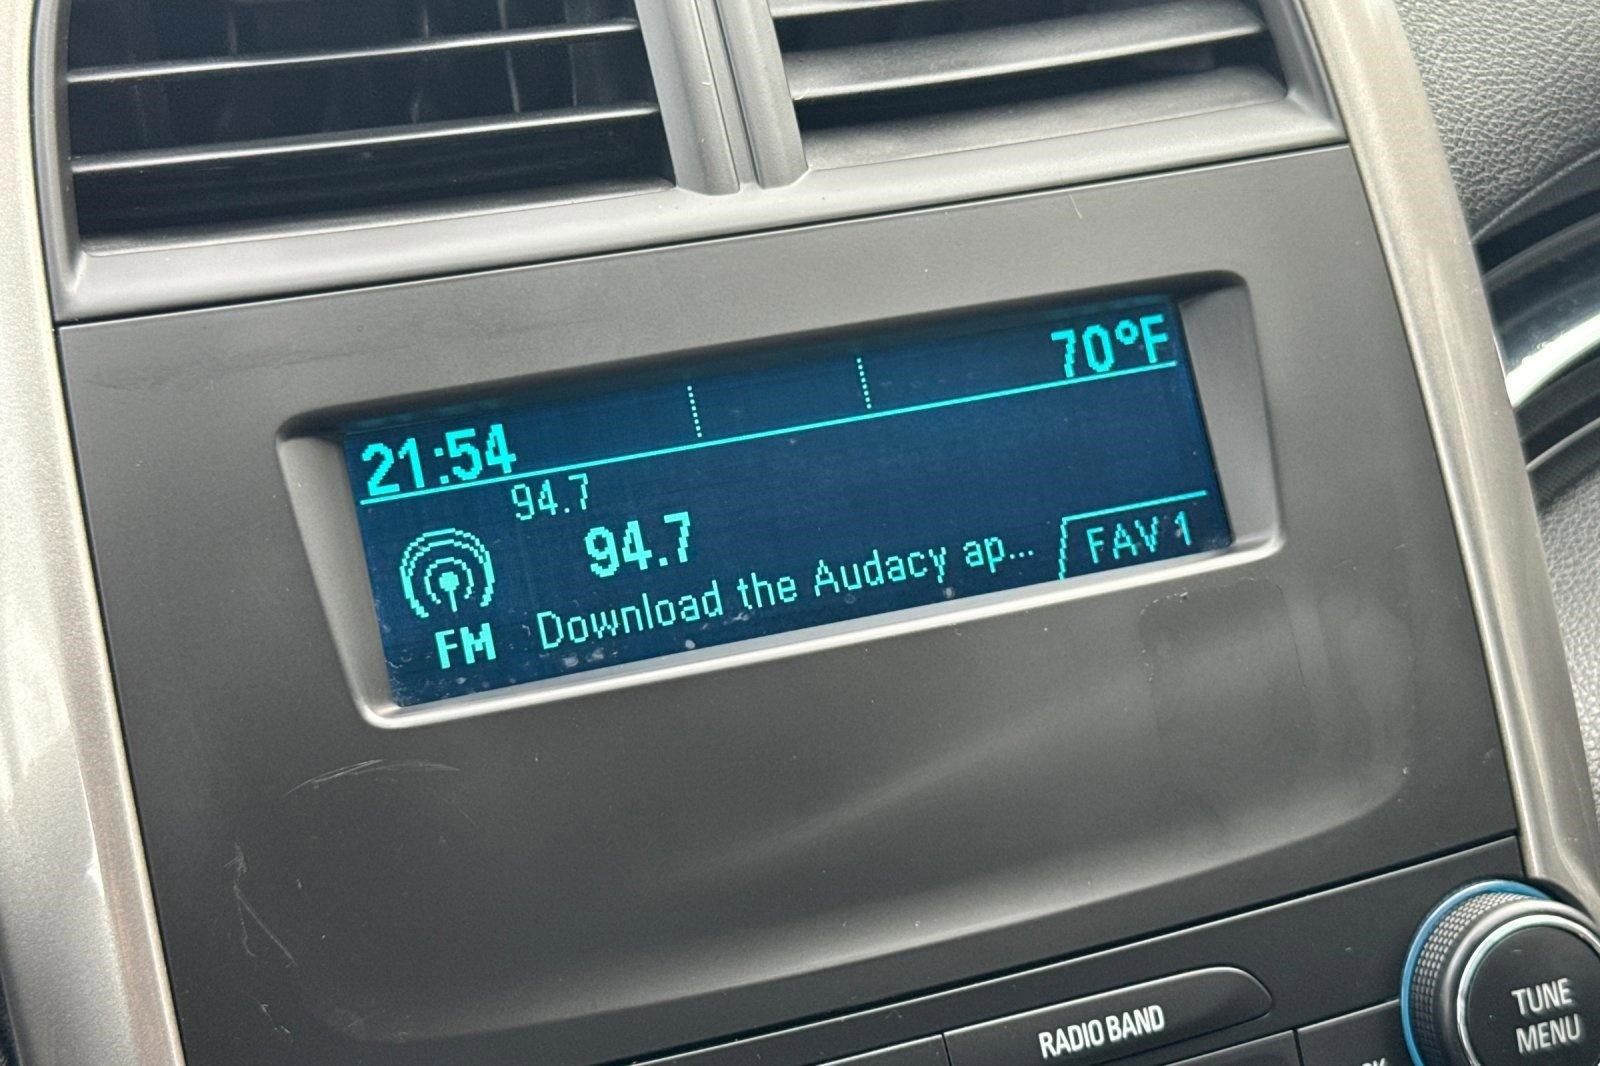 21:54
70°F
94.7
94.7
Download the Audacy ap...
FAV 1
FM
RADIO BAND
TUNE
MENU